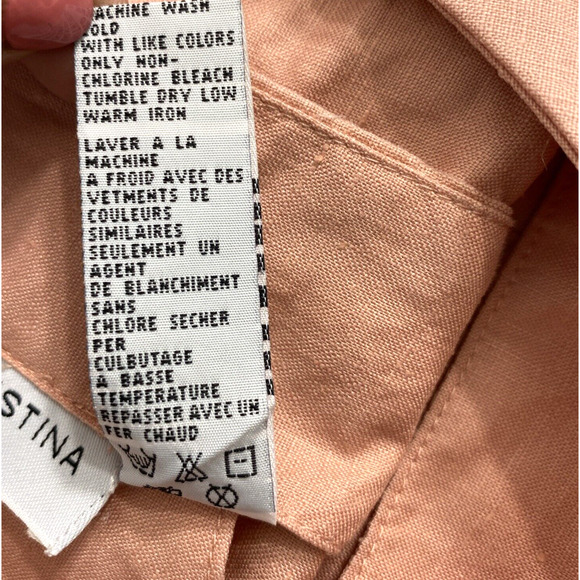 MACHINE WASH
COLD
WITH LIKE COLORS
ONLY NON-
CHLORINE BLEACH
TUMBLE DRY LOW
WARM IRON
LAVER A LA
MACHINE
A FROID AVEC DES
VETMENTS DE
COULEURS
SIMILAIRES
SEULEMENT UN
AGENT
DE BLANCHIMENT
SANS
CHLORE SECHER
PER
CULBUTAGE
A BASSE
TEMPERATURE
REPASSER AVEC UN
FER CHAUD
STINA